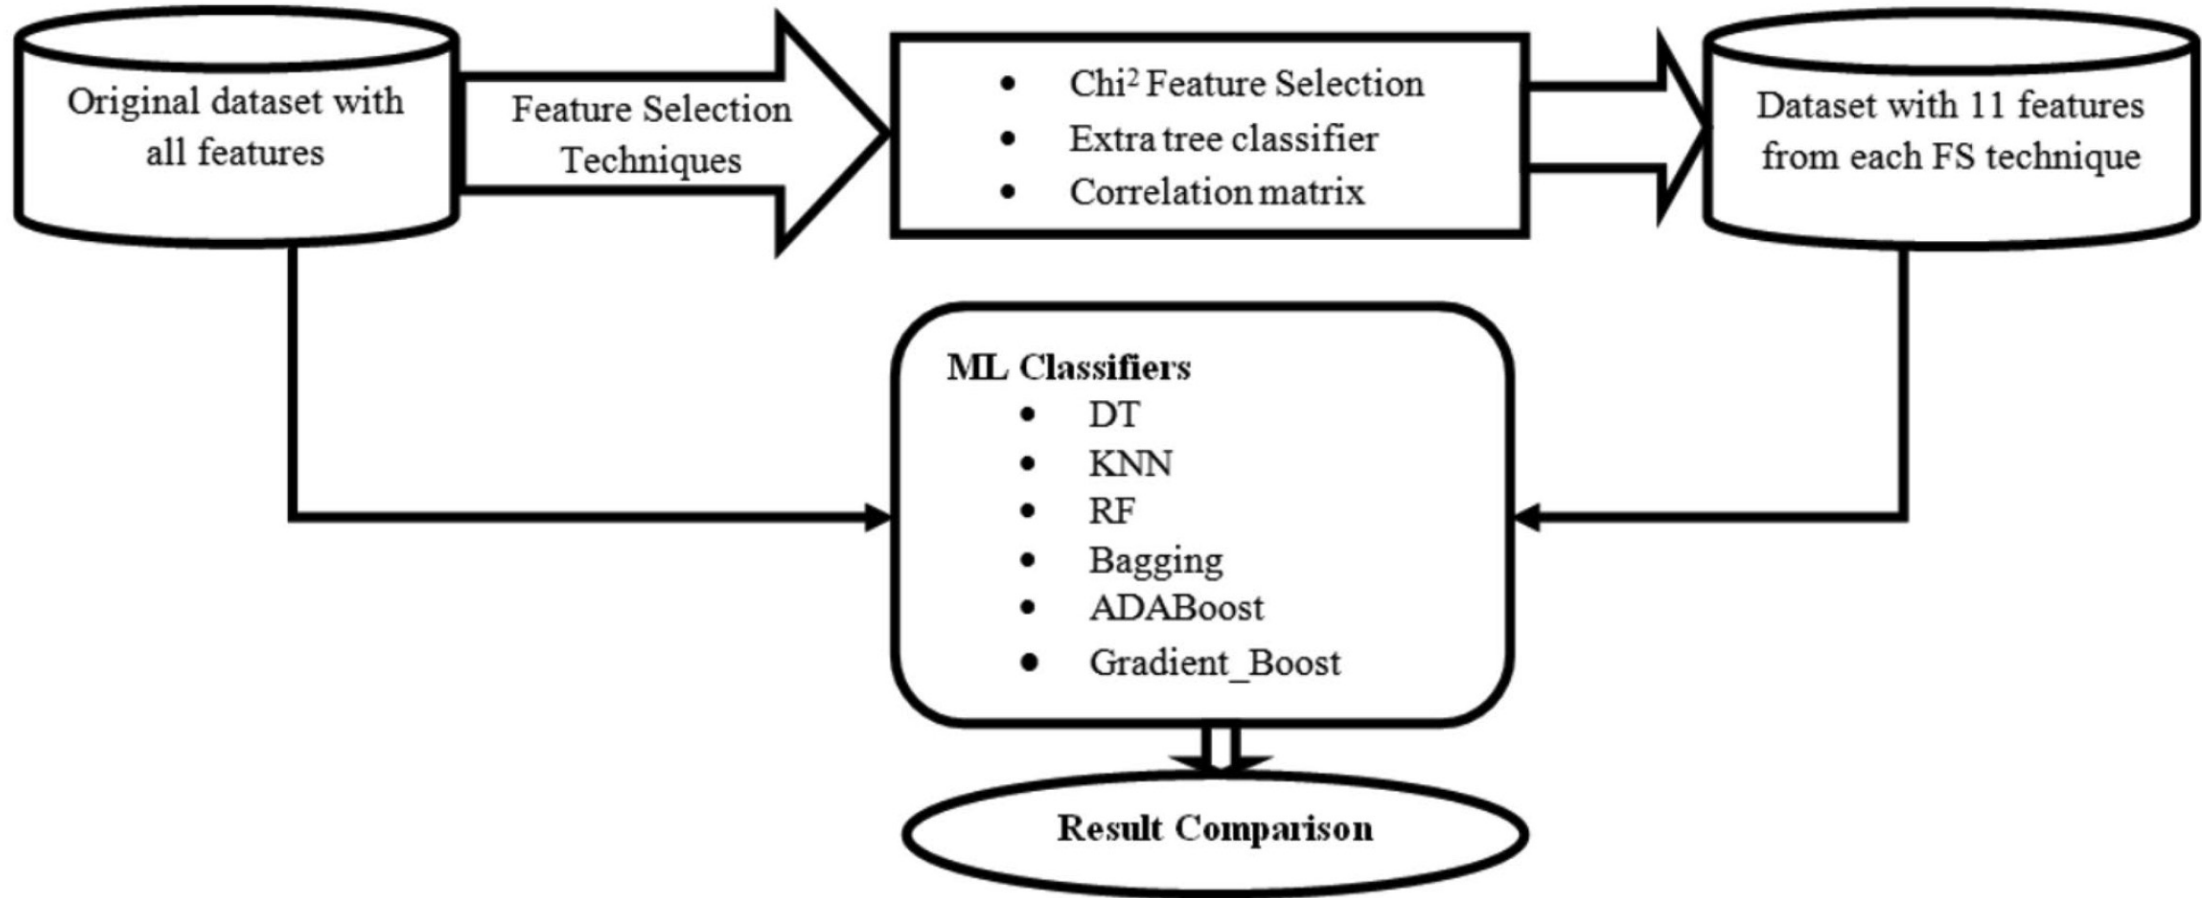 Original dataset with
all features
Feature Selection
Techniques
• Chi² Feature Selection
• Extra tree classifier
• Correlation matrix
Dataset with 11 features
from each FS technique
ML Classifiers
• DT
• KNN
• RF
• Bagging
• ADABoost
• Gradient_Boost
Result Comparison